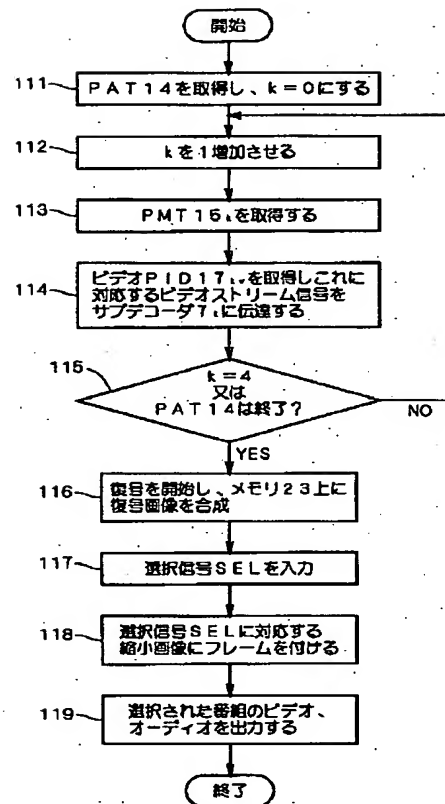 開始
111
PAT14を取得し、k=0にする
112
kを1増加させる
113
PMT15kを取得する
114
ビデオPID17kvを取得しこれに
対応するビデオストリーム信号を
サブデコーダ7kに伝達する
115
k=4
又は
PAT14は終了?
NO
YES
116
復号を開始し、メモリ23上に
復号画像を合成
117
選択信号SELを入力
118
選択信号SELに対応する
縮小画像にフレームを付ける
119
選択された番組のビデオ、
オーディオを出力する
終了